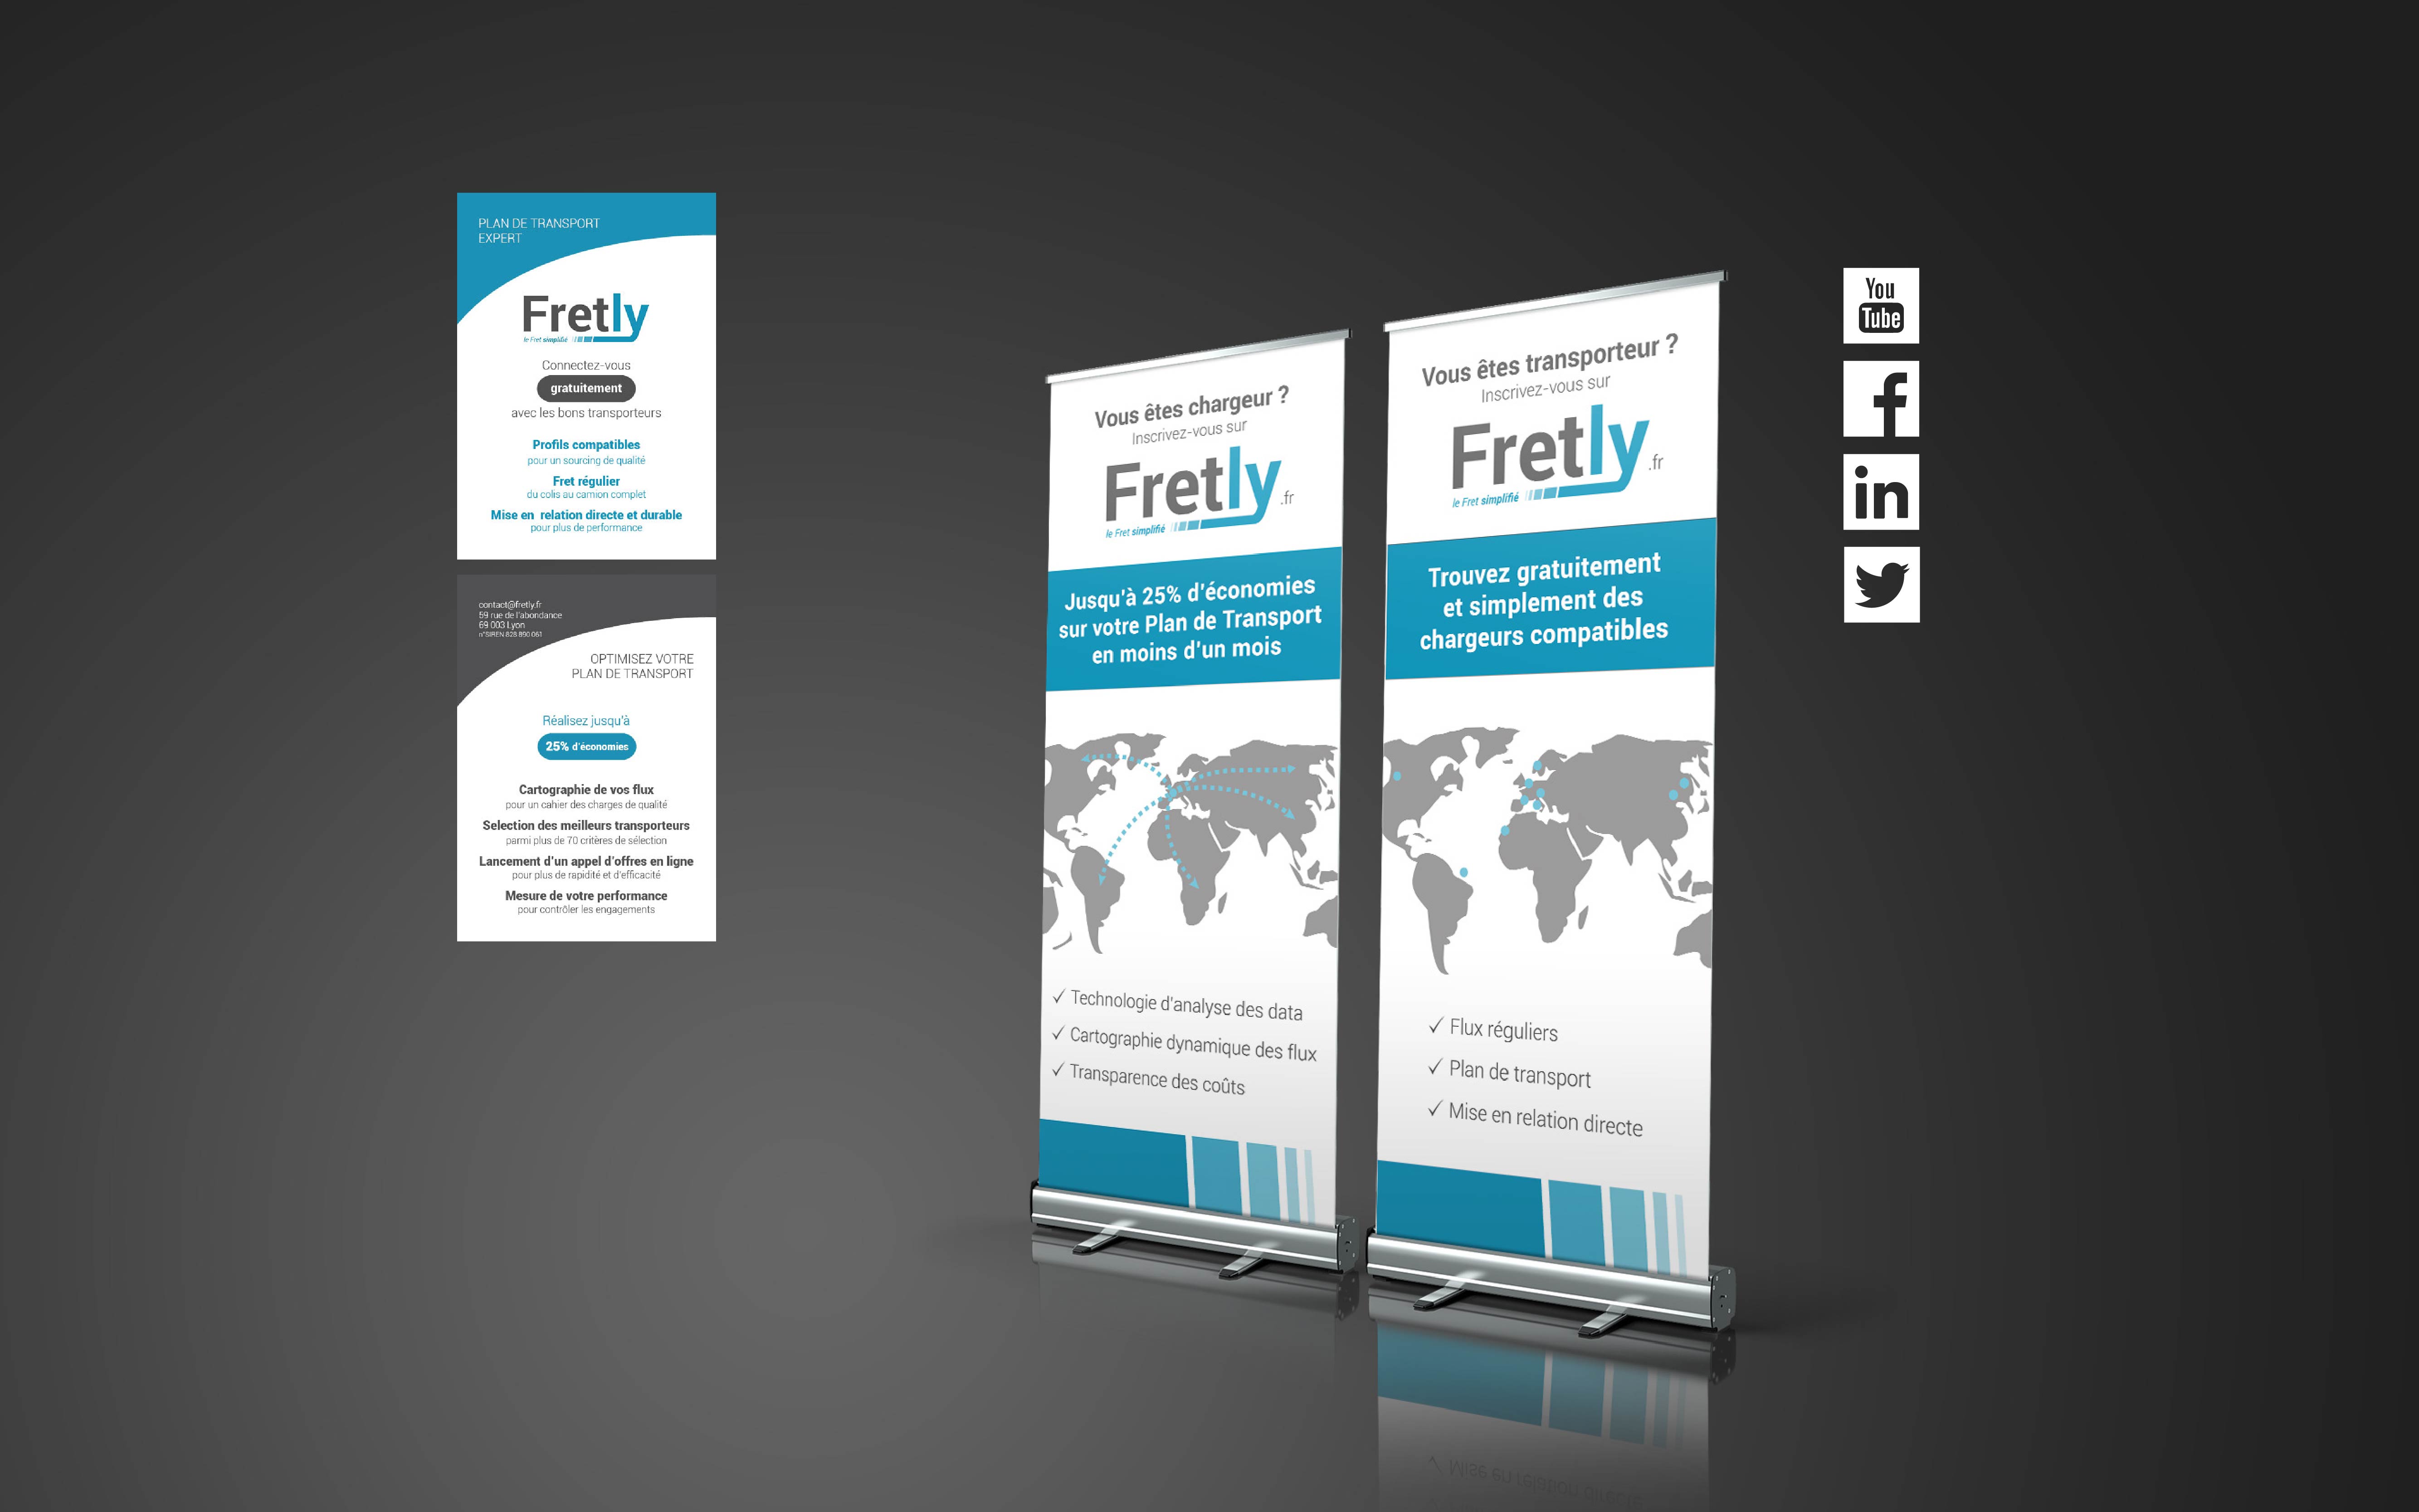 PLAN DE TRANSPORT
EXPERT
Fretly
le Fret simplifié
Connectez-vous
gratuitement
avec les bons transporteurs
Profils compatibles
pour un sourcing de qualité
Fret régulier
du colis au camion complet
Mise en relation directe et durable
pour plus de performance
contact@fretly.fr
59 rue de l'abondance
69 003 Lyon
n°SIREN 828 890 061
OPTIMISEZ VOTRE
PLAN DE TRANSPORT
Réalisez jusqu'à
25% d'économies
Cartographie de vos flux
pour un cahier des charges de qualité
Selection des meilleurs transporteurs
parmi plus de 70 critères de sélection
Lancement d'un appel d'offres en ligne
pour plus de rapidité et d'efficacité
Mesure de votre performance
pour contrôler les engagements
Vous êtes chargeur ?
Inscrivez-vous sur
Fretly.fr
le Fret simplifié
Jusqu'à 25% d'économies
sur votre Plan de Transport
en moins d'un mois
✓ Technologie d'analyse des data
✓ Cartographie dynamique des flux
✓ Transparence des coûts
Vous êtes transporteur ?
Inscrivez-vous sur
Fretly.fr
le Fret simplifié
Trouvez gratuitement
et simplement des
chargeurs compatibles
✓ Flux réguliers
✓ Plan de transport
✓ Mise en relation directe
You
Tube
f
in